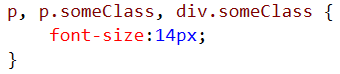 p, p.someClass, div.someClass {
    font-size:14px;
}